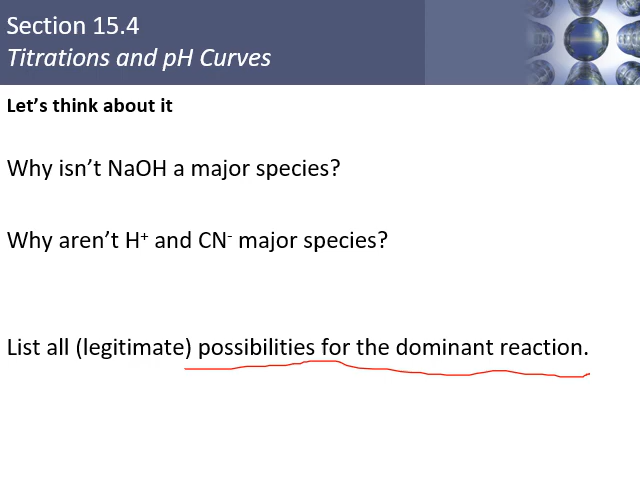 Section 15.4
Titrations and pH Curves
Let's think about it
Why isn't NaOH a major species?
Why aren't H⁺ and CN⁻ major species?
List all (legitimate) possibilities for the dominant reaction.